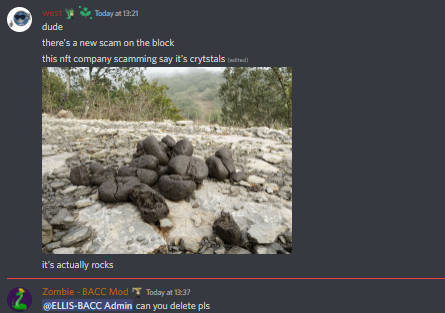 west Today at 13:21
dude
there's a new scam on the block
this nft company scamming say it's crytstals (edited)
it's actually rocks
Zombie - BACC Mod Today at 13:37
@ELLIS-BACC Admin can you delete pls